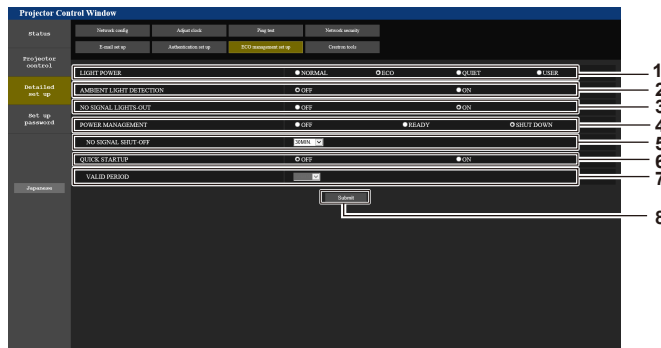 Projector Control Window
Status
Network config
Adjust clock
Ping test
Network security
E-mail set up
Authentication set up
ECO management set up
Crestron tools
Projector control
Detailed set up
Set up password
Japanese
LIGHT POWER NORMAL ECO QUIET USER 1
AMBIENT LIGHT DETECTION OFF ON 2
NO SIGNAL LIGHTS-OUT OFF ON 3
POWER MANAGEMENT OFF READY SHUT DOWN 4
NO SIGNAL SHUT-OFF 30MIN. 5
QUICK STARTUP OFF ON 6
VALID PERIOD 7
Submit 8